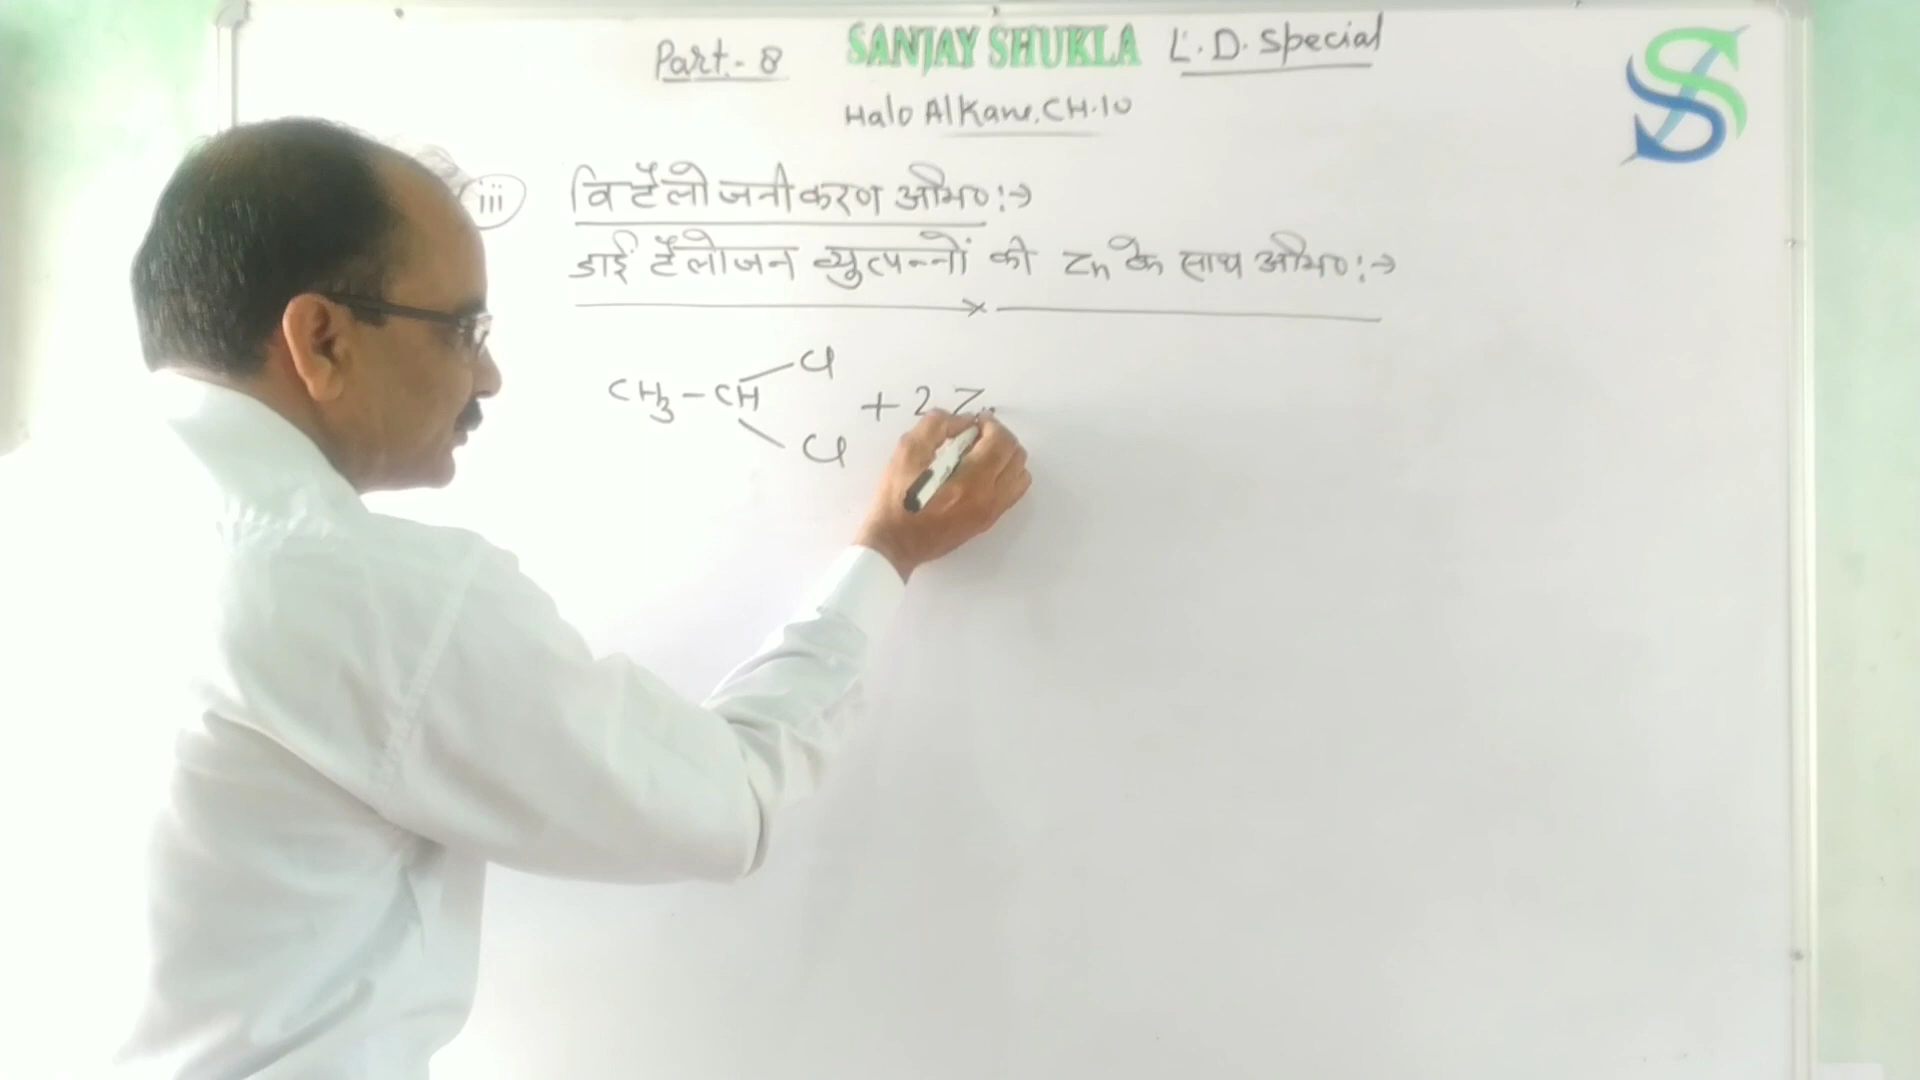 Part.- 8 SANJAY SHUKLA L.D. Special
Halo Alkane, CH.10
iii विहैलोजनीकरण अभि०:→
डाई हैलोजन व्युत्पन्नों की Zn के साथ अभि०:→
CH3 - CH Cl Cl + 2 Zn